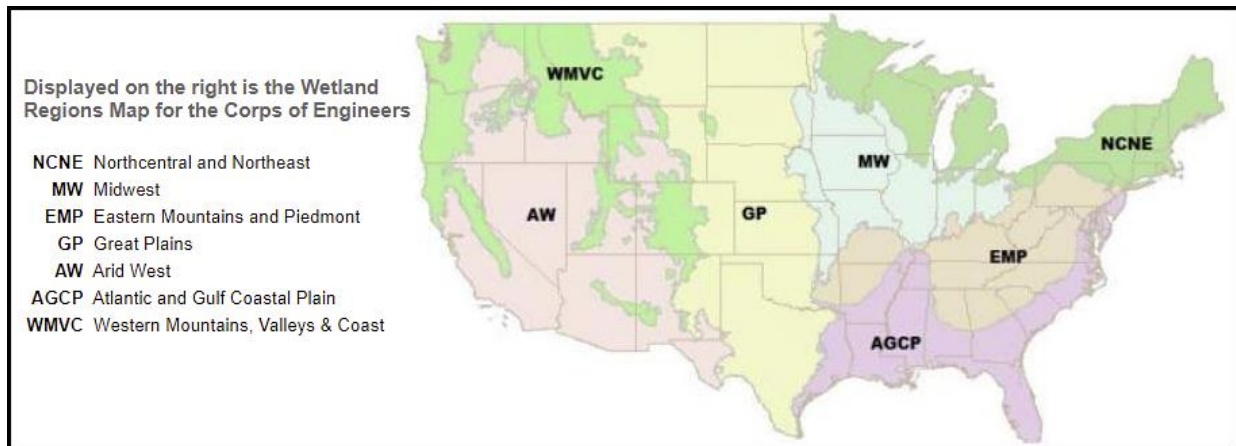 Displayed on the right is the Wetland
Regions Map for the Corps of Engineers
NCNE Northcentral and Northeast
MW Midwest
EMP Eastern Mountains and Piedmont
GP Great Plains
AW Arid West
AGCP Atlantic and Gulf Coastal Plain
WMVC Western Mountains, Valleys & Coast
WMVC
NCNE
MW
AW
GP
EMP
AGCP